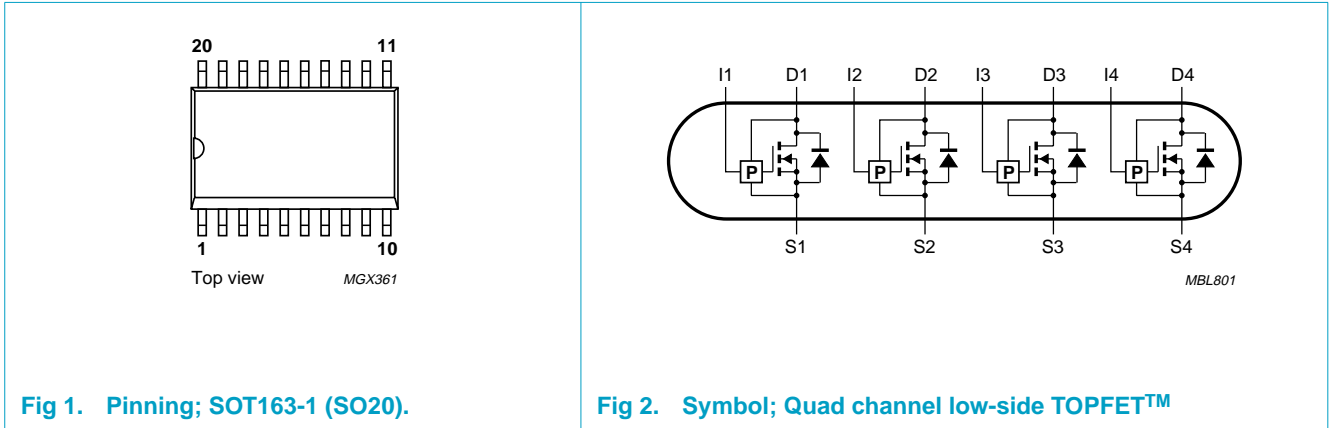 20 11
1 10
Top view MGX361
Fig 1. Pinning; SOT163-1 (SO20).
I1 D1 I2 D2 I3 D3 I4 D4
P P P P
S1 S2 S3 S4
MBL801
Fig 2. Symbol; Quad channel low-side TOPFET™